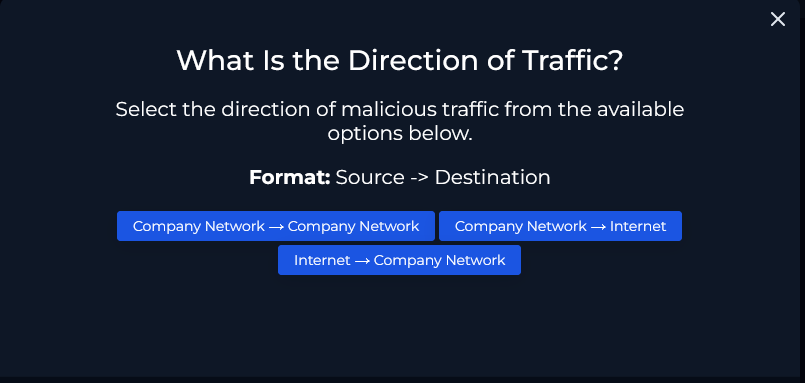 What Is the Direction of Traffic?
Select the direction of malicious traffic from the available
options below.
Format: Source -> Destination
Company Network → Company Network
Company Network → Internet
Internet → Company Network